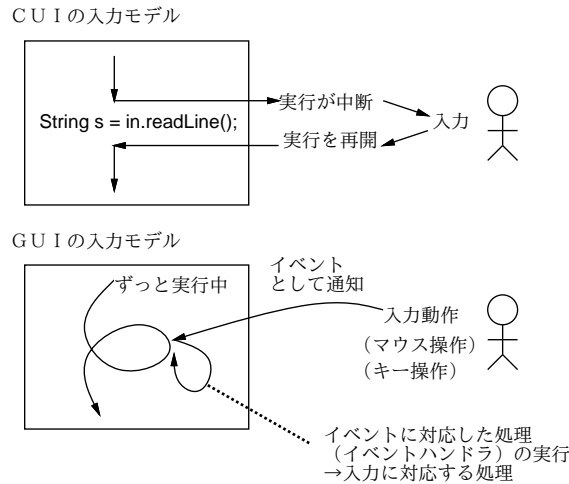 ＣＵＩの入力モデル
実行が中断
String s = in.readLine();
入力
実行を再開
ＧＵＩの入力モデル
イベント
として通知
ずっと実行中
入力動作
（マウス操作）
（キー操作）
イベントに対応した処理
（イベントハンドラ）の実行
→入力に対応する処理